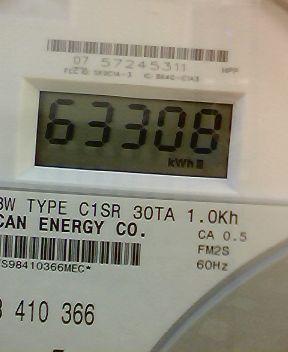 07 57245311
63308
kWh
3W TYPE C1SR 30TA 1.0Kh
CAN ENERGY CO.
CA 0.5
FM2S
60Hz
S98410366MEC*
410 366